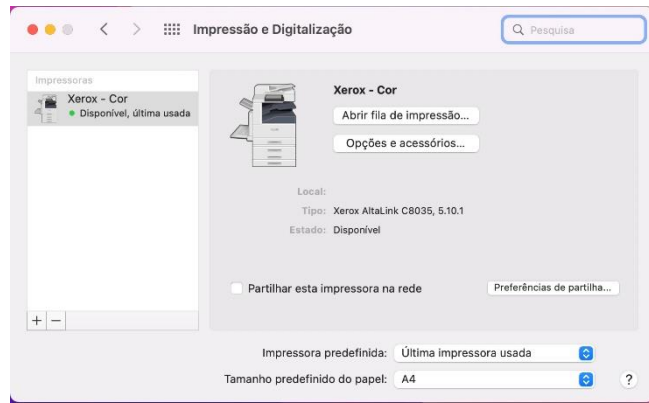 Impressão e Digitalização
Pesquisa
Impressoras
Xerox - Cor
Disponível, última usada
Xerox - Cor
Abrir fila de impressão...
Opções e acessórios...
Local:
Tipo: Xerox AltaLink C8035, 5.10.1
Estado: Disponível
Partilhar esta impressora na rede
Preferências de partilha...
+ −
Impressora predefinida: Última impressora usada
Tamanho predefinido do papel: A4
?